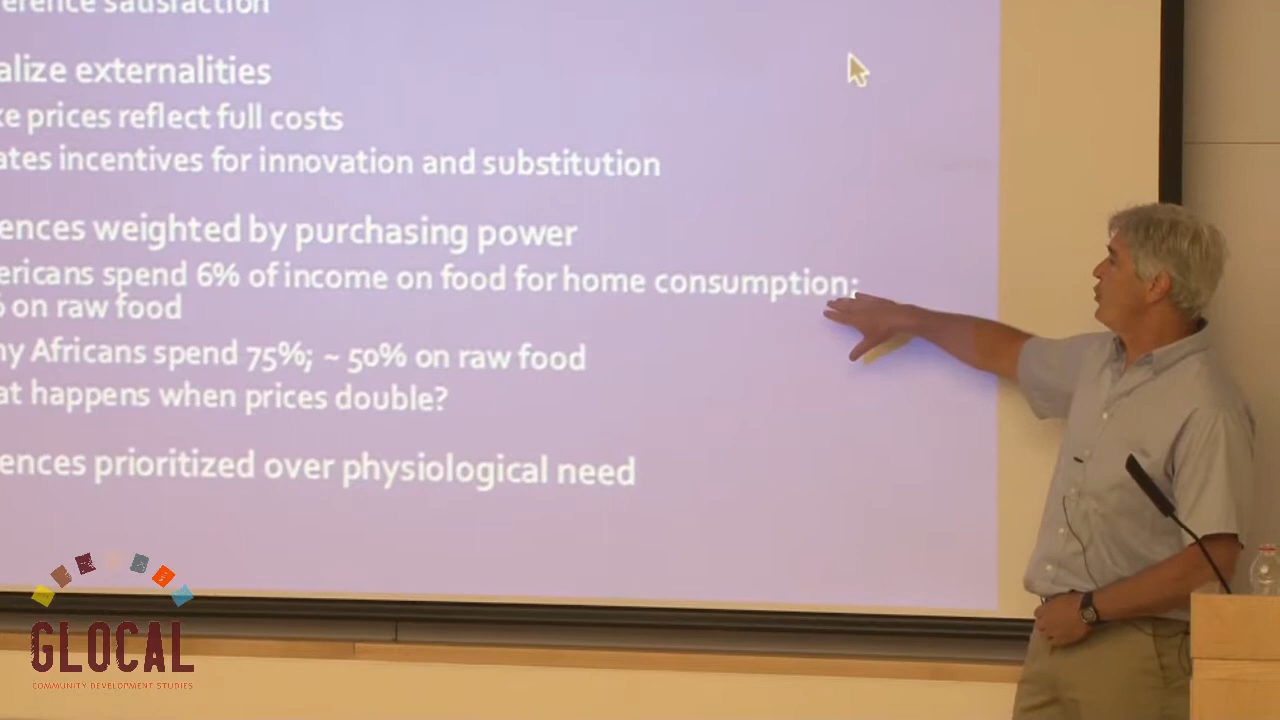 erence satisfaction
alize externalities
ke prices reflect full costs
ates incentives for innovation and substitution
ences weighted by purchasing power
ericans spend 6% of income on food for home consumption;
% on raw food
ny Africans spend 75%; ~ 50% on raw food
at happens when prices double?
ences prioritized over physiological need
GLOCAL
COMMUNITY DEVELOPMENT STUDIES